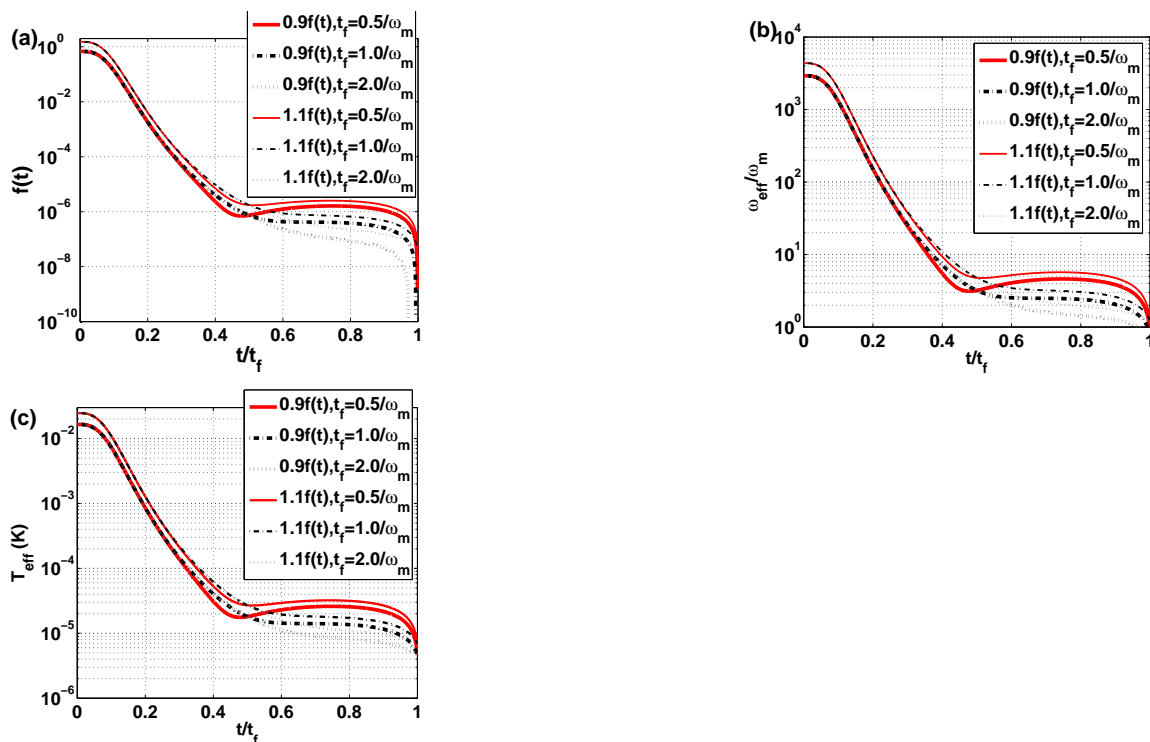 (a)
f(t)
10^0
10^-2
10^-4
10^-6
10^-8
10^-10
0 0.2 0.4 0.6 0.8 1
t/t_f
0.9f(t),t_f=0.5/ω_m
0.9f(t),t_f=1.0/ω_m
0.9f(t),t_f=2.0/ω_m
1.1f(t),t_f=0.5/ω_m
1.1f(t),t_f=1.0/ω_m
1.1f(t),t_f=2.0/ω_m
(b)
ω_eff/ω_m
10^4
10^3
10^2
10^1
10^0
0 0.2 0.4 0.6 0.8 1
t/t_f
0.9f(t),t_f=0.5/ω_m
0.9f(t),t_f=1.0/ω_m
0.9f(t),t_f=2.0/ω_m
1.1f(t),t_f=0.5/ω_m
1.1f(t),t_f=1.0/ω_m
1.1f(t),t_f=2.0/ω_m
(c)
T_eff (K)
10^-2
10^-3
10^-4
10^-5
10^-6
0 0.2 0.4 0.6 0.8 1
t/t_f
0.9f(t),t_f=0.5/ω_m
0.9f(t),t_f=1.0/ω_m
0.9f(t),t_f=2.0/ω_m
1.1f(t),t_f=0.5/ω_m
1.1f(t),t_f=1.0/ω_m
1.1f(t),t_f=2.0/ω_m